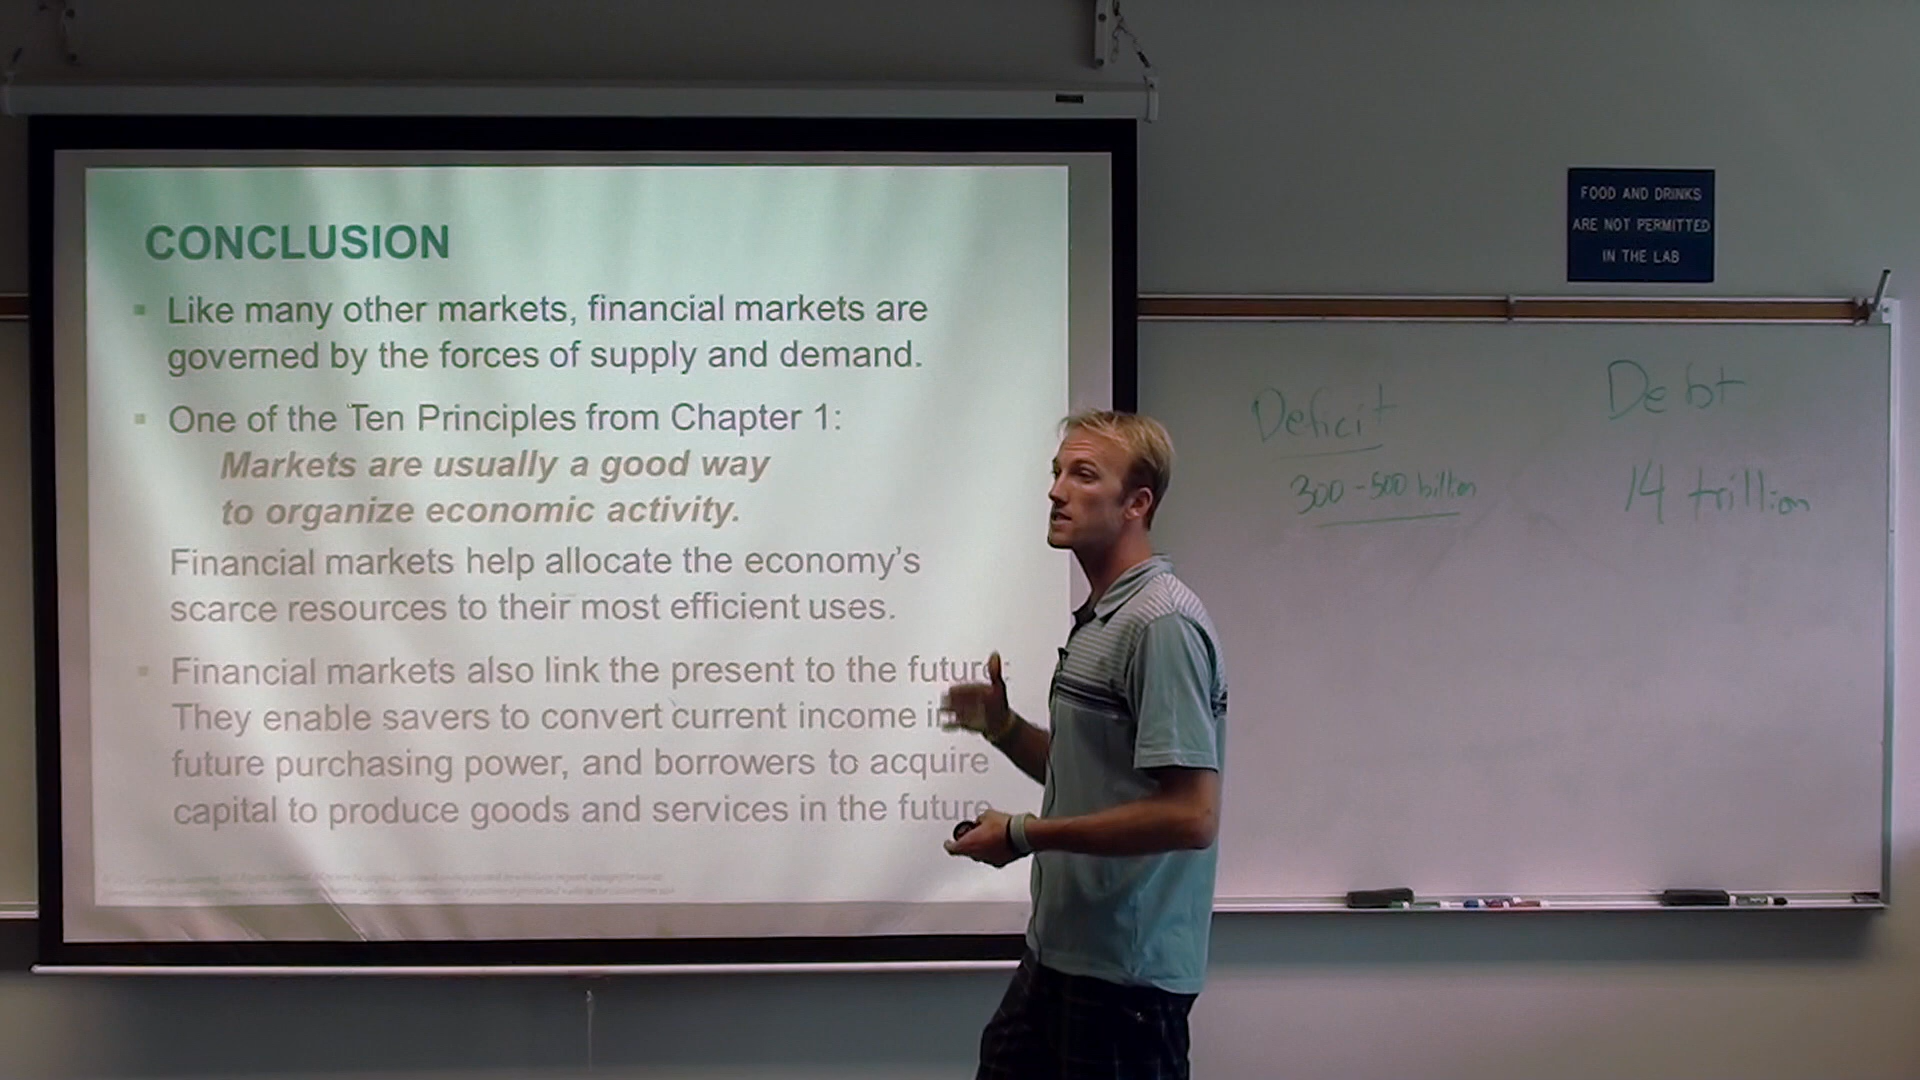 CONCLUSION
Like many other markets, financial markets are
governed by the forces of supply and demand.
One of the Ten Principles from Chapter 1:
Markets are usually a good way
to organize economic activity.
Financial markets help allocate the economy's
scarce resources to their most efficient uses.
Financial markets also link the present to the future:
They enable savers to convert current income
future purchasing power, and borrowers to acquire
capital to produce goods and services in the future
FOOD AND DRINKS
ARE NOT PERMITTED
IN THE LAB
Deficit
300-500 billion
Debt
14 trillion